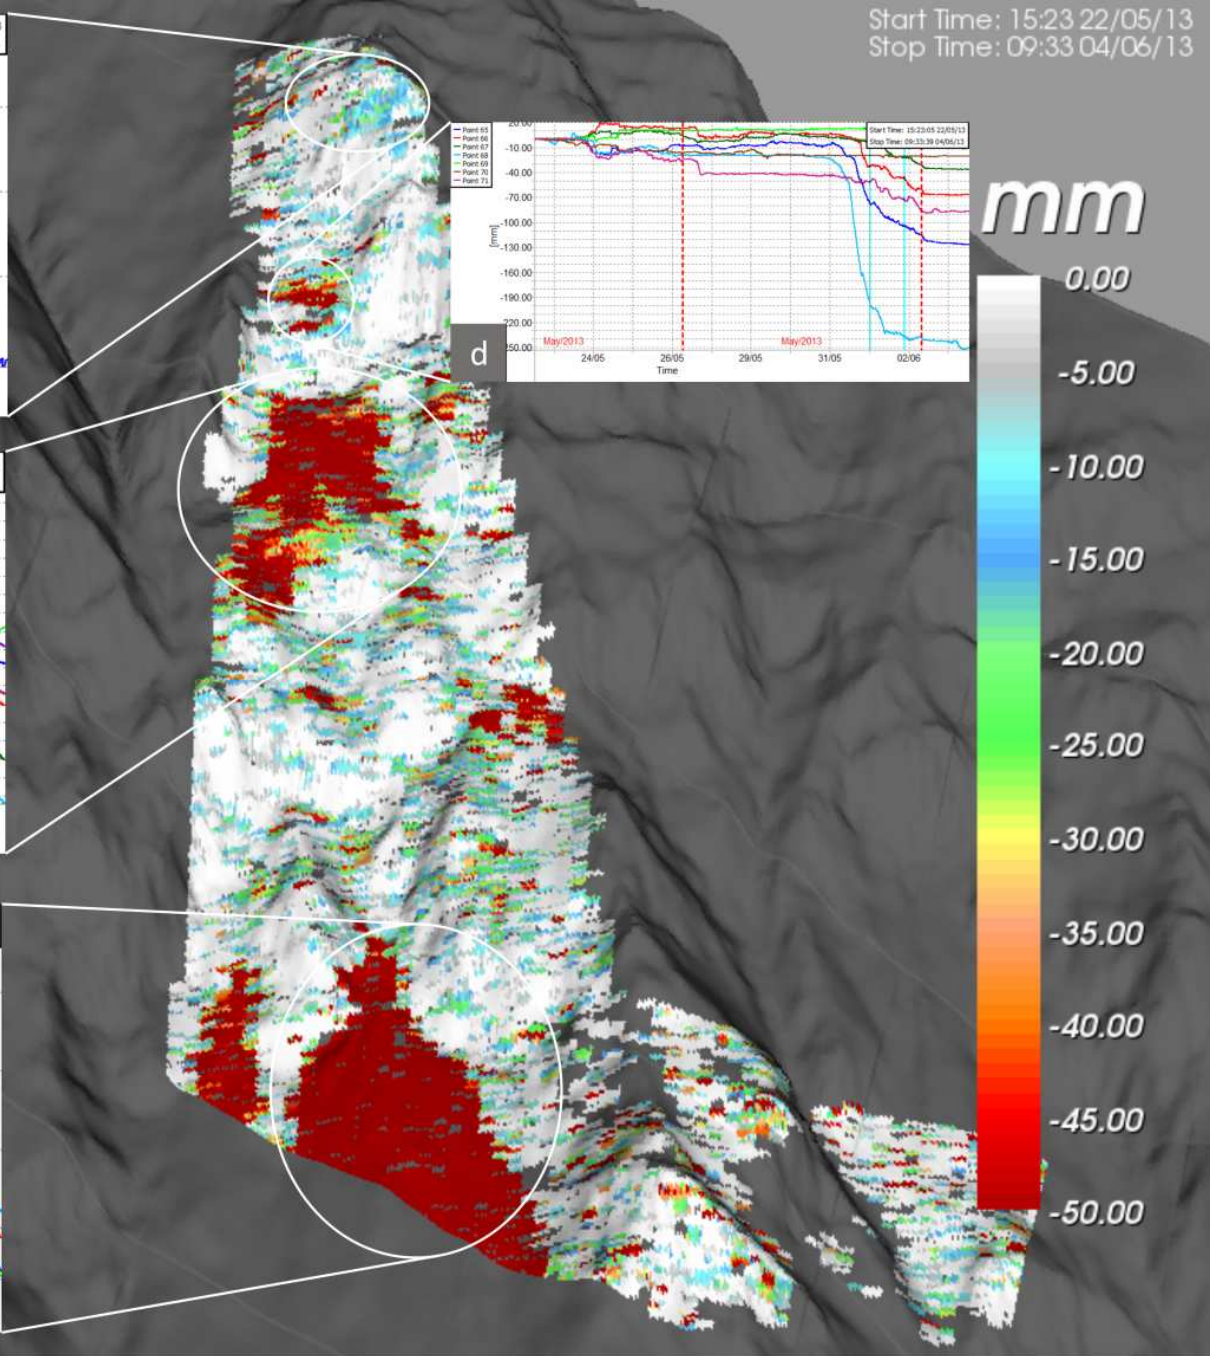 Start Time: 15:23 22/05/13
Stop Time: 09:33 04/06/13
Point 65
Point 66
Point 67
Point 68
Point 69
Point 70
Point 71
Start Time: 15:23:05 22/05/13
Stop Time: 09:33:39 04/06/13
20.00
-10.00
-40.00
-70.00
-100.00
-130.00
-160.00
-190.00
-220.00
[mm]
May/2013
May/2013
24/05
26/05
29/05
31/05
02/06
Time
d
mm
0.00
-5.00
-10.00
-15.00
-20.00
-25.00
-30.00
-35.00
-40.00
-45.00
-50.00